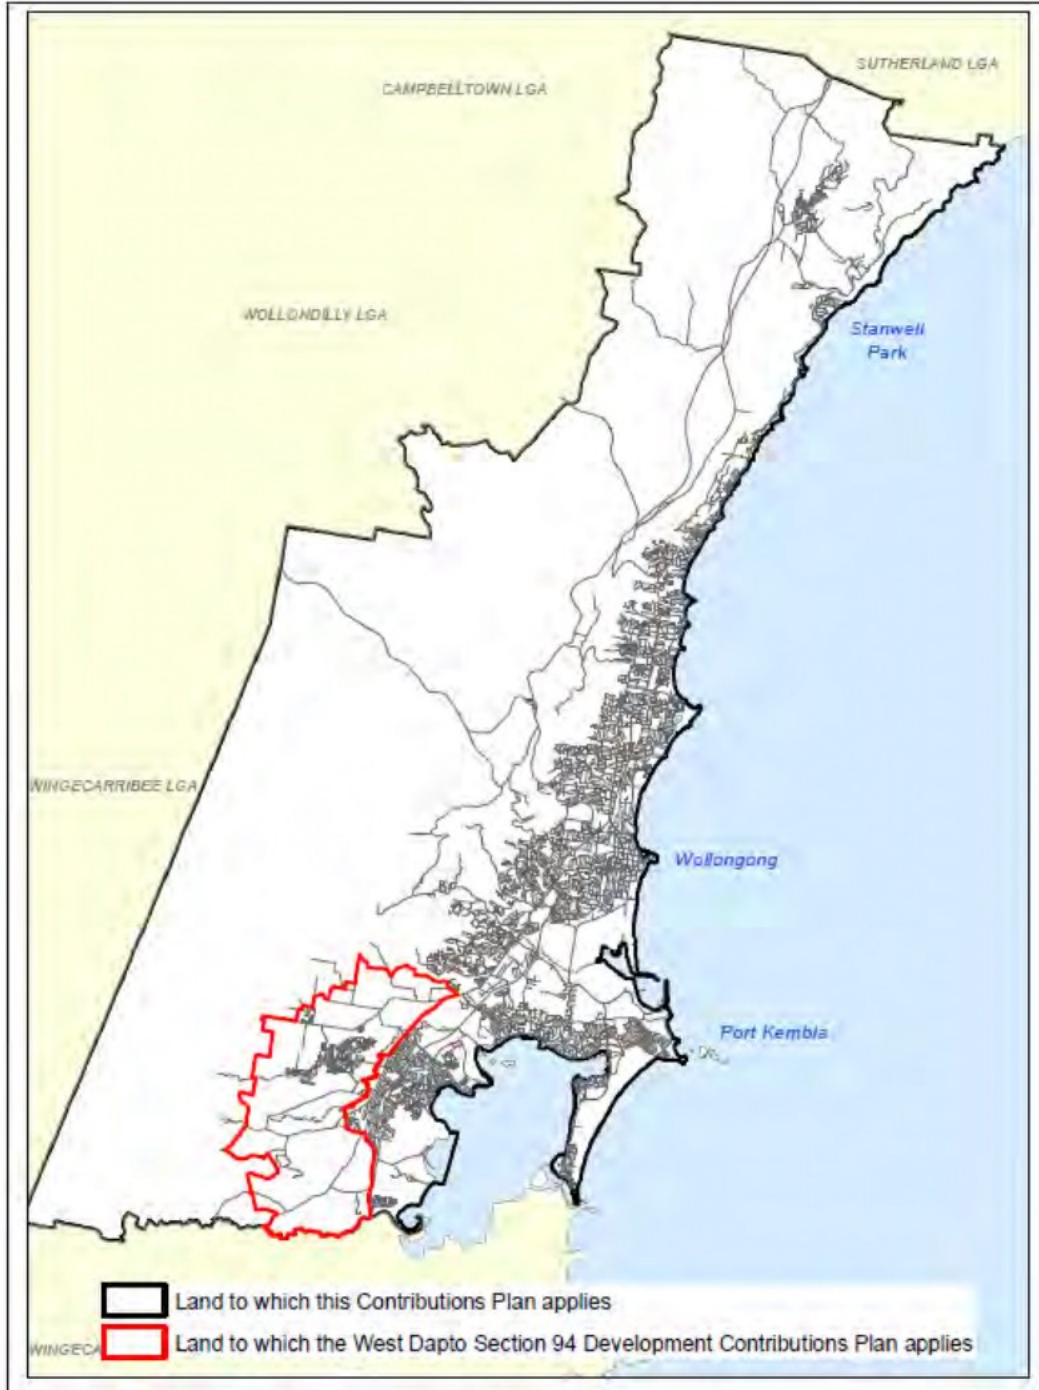 SUTHERLAND LGA
CAMPBELLTOWN LGA
WOLLONDILLY LGA
Stanwell
Park
WINGECARRIBEE LGA
Wollongong
Port Kembla
Land to which this Contributions Plan applies
Land to which the West Dapto Section 94 Development Contributions Plan applies
WINGECA